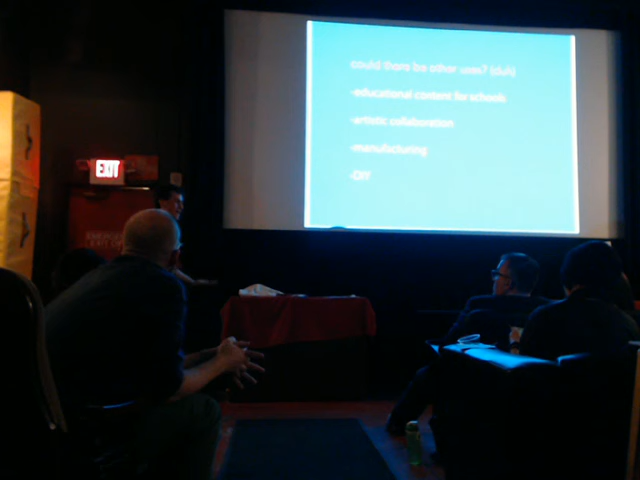 could there be other uses? (duh)
-educational content for schools
-artistic collaboration
-manufacturing
-DIY
EXIT